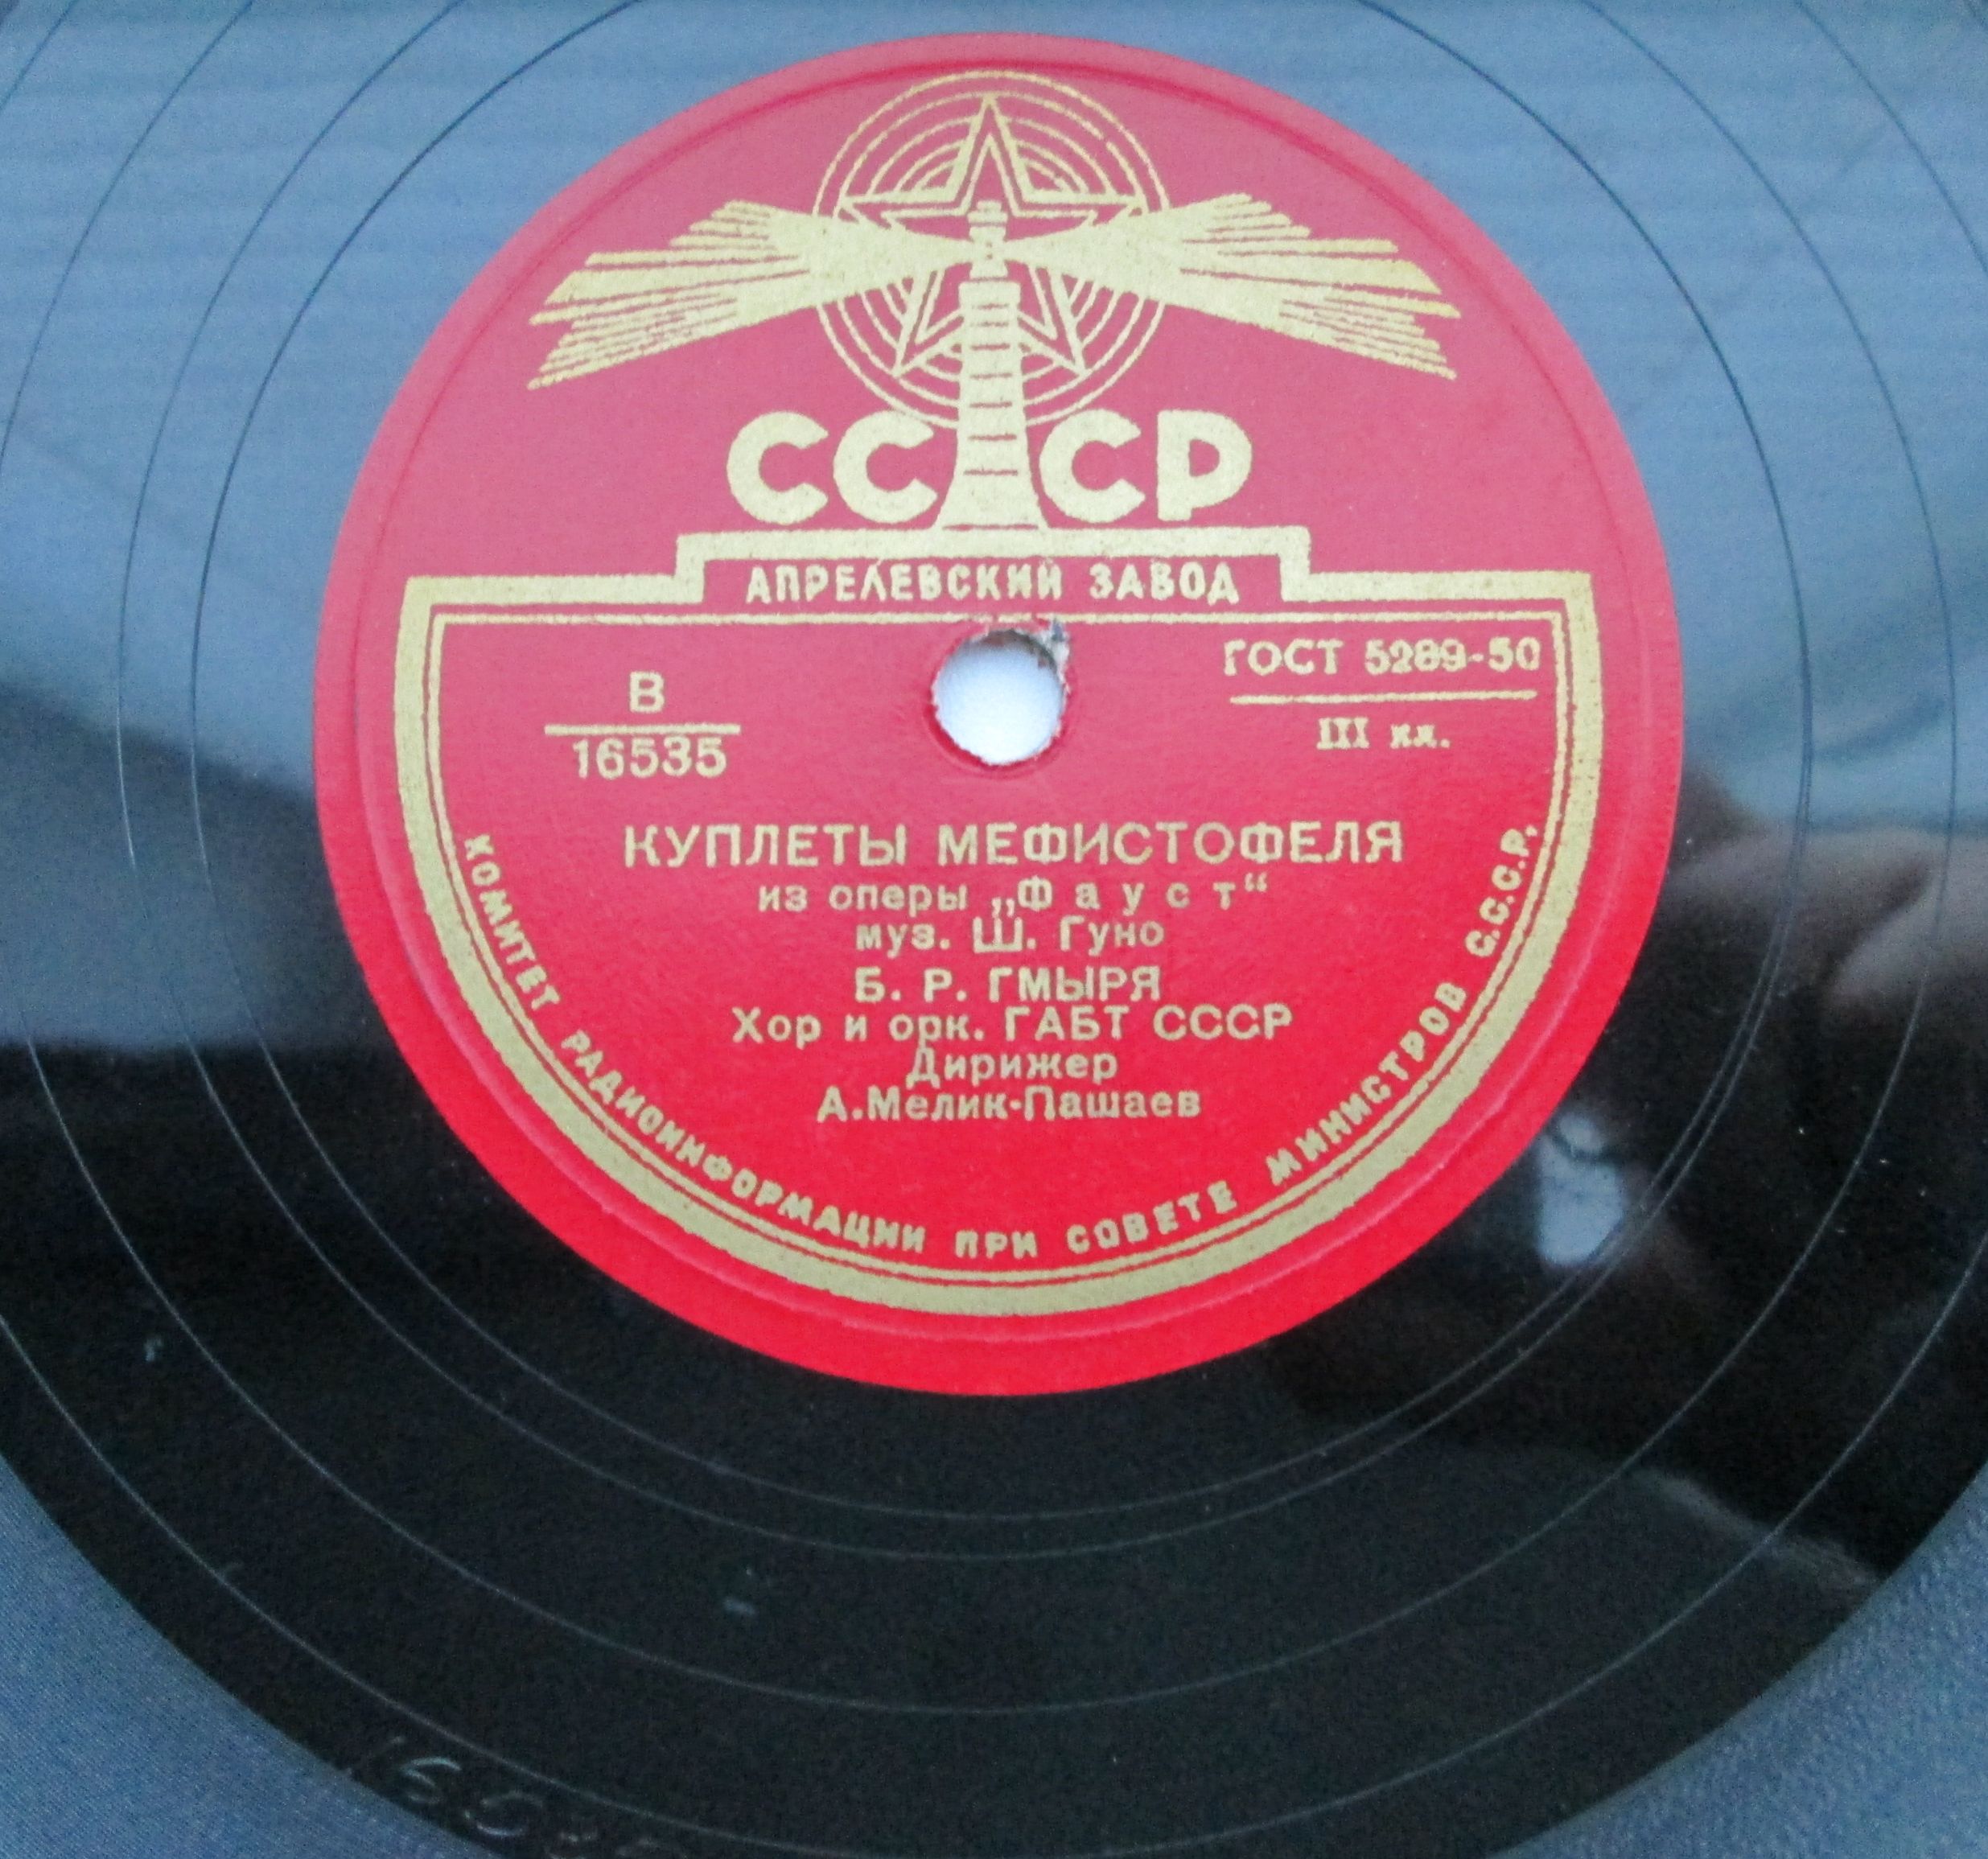 СССР
АПРЕЛЕВСКИЙ ЗАВОД
ГОСТ 5289-50
III кл.
В
16535
КУПЛЕТЫ МЕФИСТОФЕЛЯ
из оперы „Фауст“
муз. Ш. Гуно
Б. Р. ГМЫРЯ
Хор и орк. ГАБТ СССР
Дирижер
А.Мелик-Пашаев
КОМИТЕТ РАДИОИНФОРМАЦИИ ПРИ СОВЕТЕ МИНИСТРОВ С.С.С.Р.